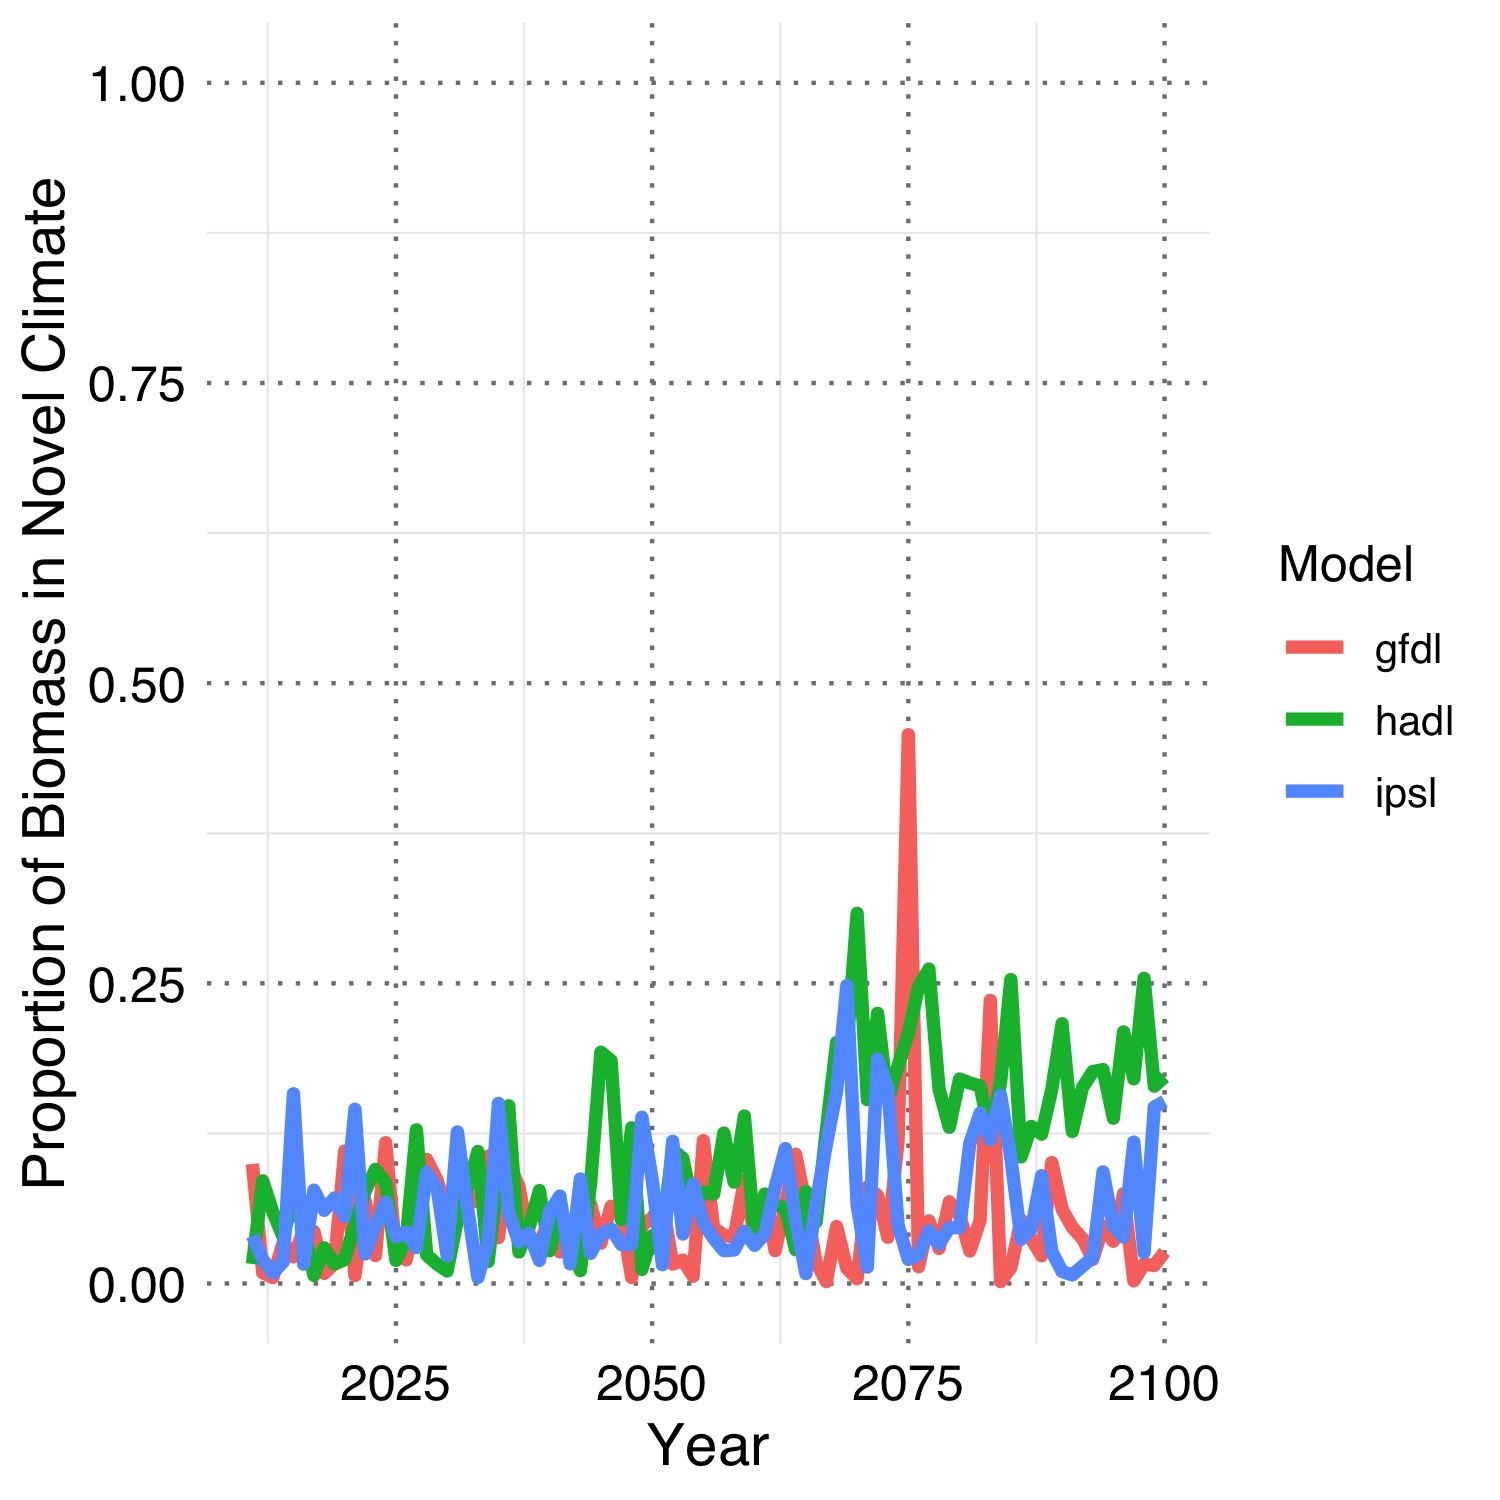 Proportion of Biomass in Novel Climate
1.00
0.75
0.50
0.25
0.00
2025 2050 2075 2100
Year
Model
gfdl
hadl
ipsl